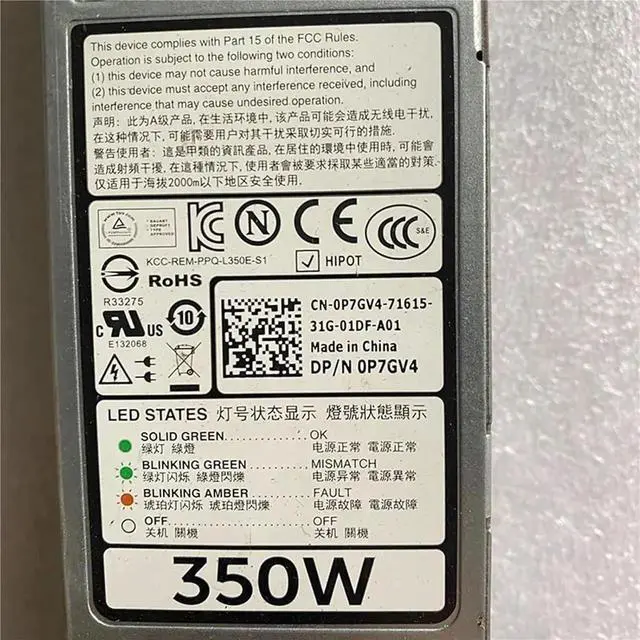 This device complies with Part 15 of the FCC Rules.
Operation is subject to the following two conditions:
(1) this device may not cause harmful interference, and
(2) this device must accept any interference received, including
interference that may cause undesired operation.
声明：此为A级产品，在生活环境中，该产品可能会造成无线电干扰，
在这种情况下，可能需要用户对其干扰采取切实可行的措施.
警告使用者：這是甲類的資訊產品，在居住的環境中使用時，可能會
造成射頻干擾，在這種情況下，使用者會被要求採取某些適當的對策.
仅适用于海拔2000m以下地区安全使用.
N CE CCC S&E
KCC-REM-PPQ-L350E-S1
HIPOT
RoHS
R33275
c RU US 10
E132068
CN-0P7GV4-71615-
31G-01DF-A01
Made in China
DP/N 0P7GV4
LED STATES 灯号状态显示 燈號狀態顯示
SOLID GREEN..............OK
绿灯 綠燈 电源正常 電源正常
BLINKING GREEN..........MISMATCH
绿灯闪烁 綠燈閃爍 电源异常 電源異常
BLINKING AMBER..........FAULT
琥珀灯闪烁 琥珀燈閃爍 电源故障 電源故障
OFF..........................OFF
关机 關機 关机 關機
350W